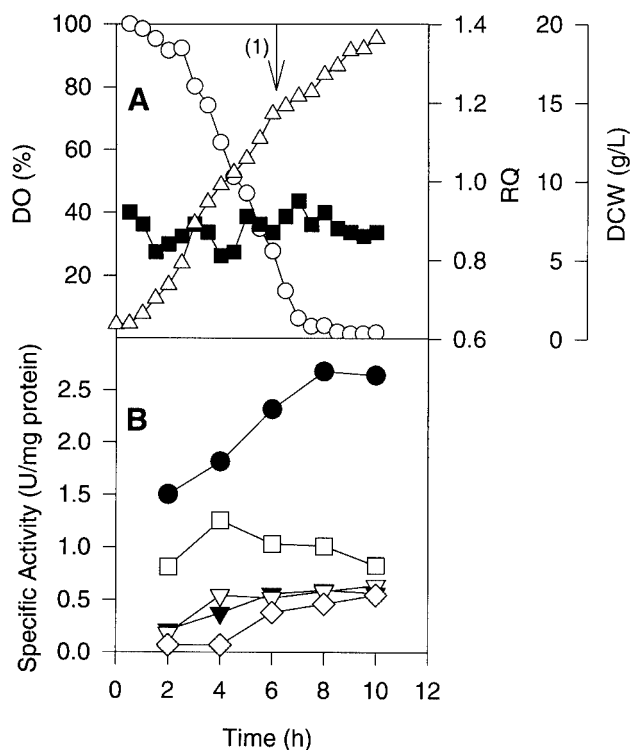 100
80
60
40
20
DO (%)
A
(1)
1.4
1.2
1.0
0.8
0.6
RQ
20
15
10
5
0
DCW (g/L)
2.5
2.0
1.5
1.0
0.5
0.0
Specific Activity (U/mg protein)
B
0 2 4 6 8 10 12
Time (h)